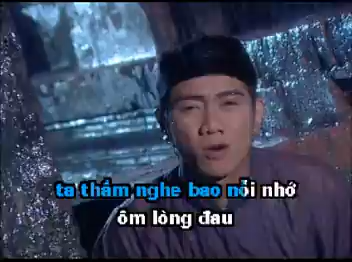 ta thầm nghe bao nỗi nhớ
ôm lòng đau